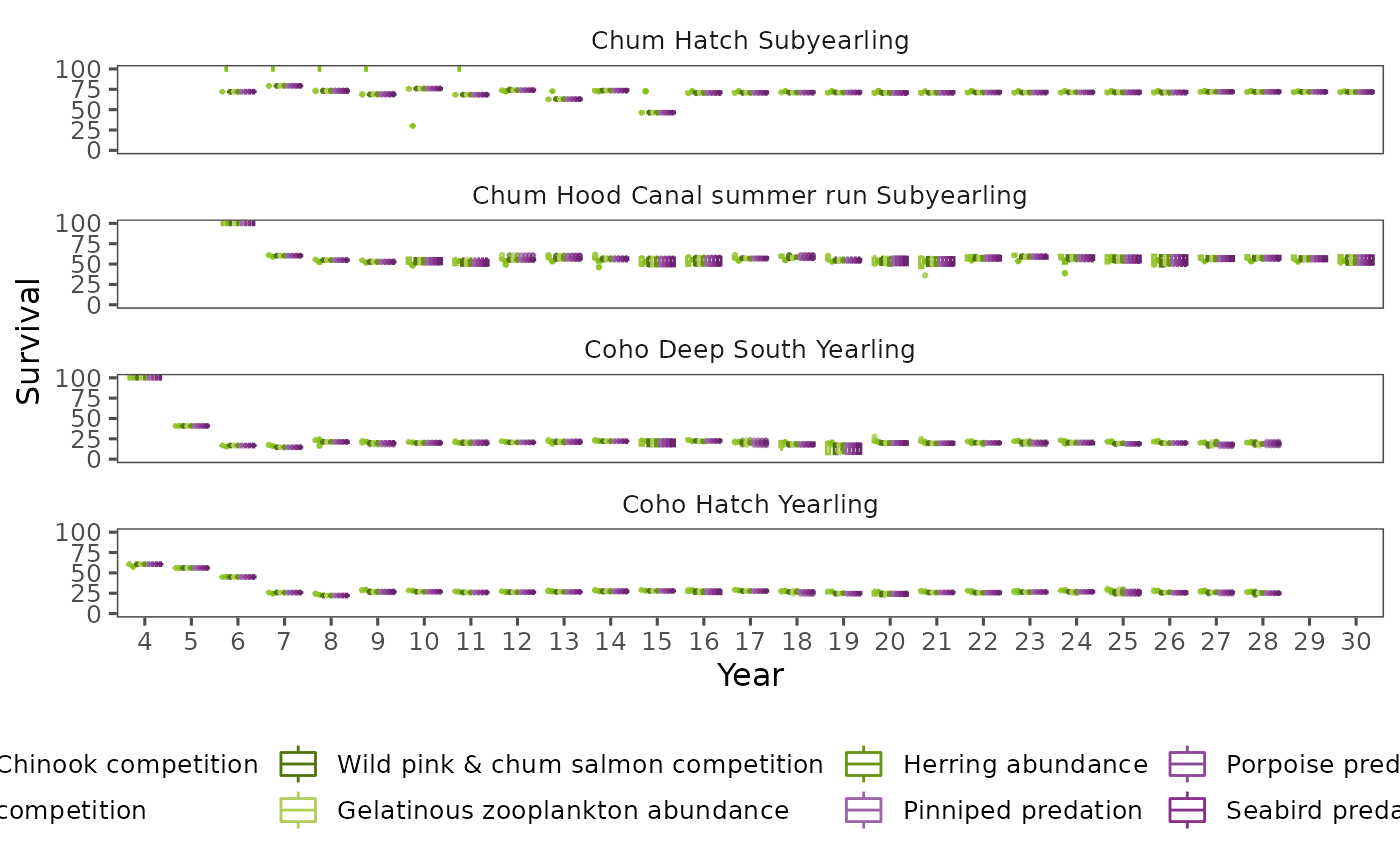 Chum Hatch Subyearling
100
75
50
25
0
Chum Hood Canal summer run Subyearling
100
75
50
25
0
Coho Deep South Yearling
100
75
50
25
0
Coho Hatch Yearling
100
75
50
25
0
Survival
4 5 6 7 8 9 10 11 12 13 14 15 16 17 18 19 20 21 22 23 24 25 26 27 28 29 30
Year
Chinook competition Wild pink & chum salmon competition Herring abundance Porpoise pred
competition Gelatinous zooplankton abundance Pinniped predation Seabird preda